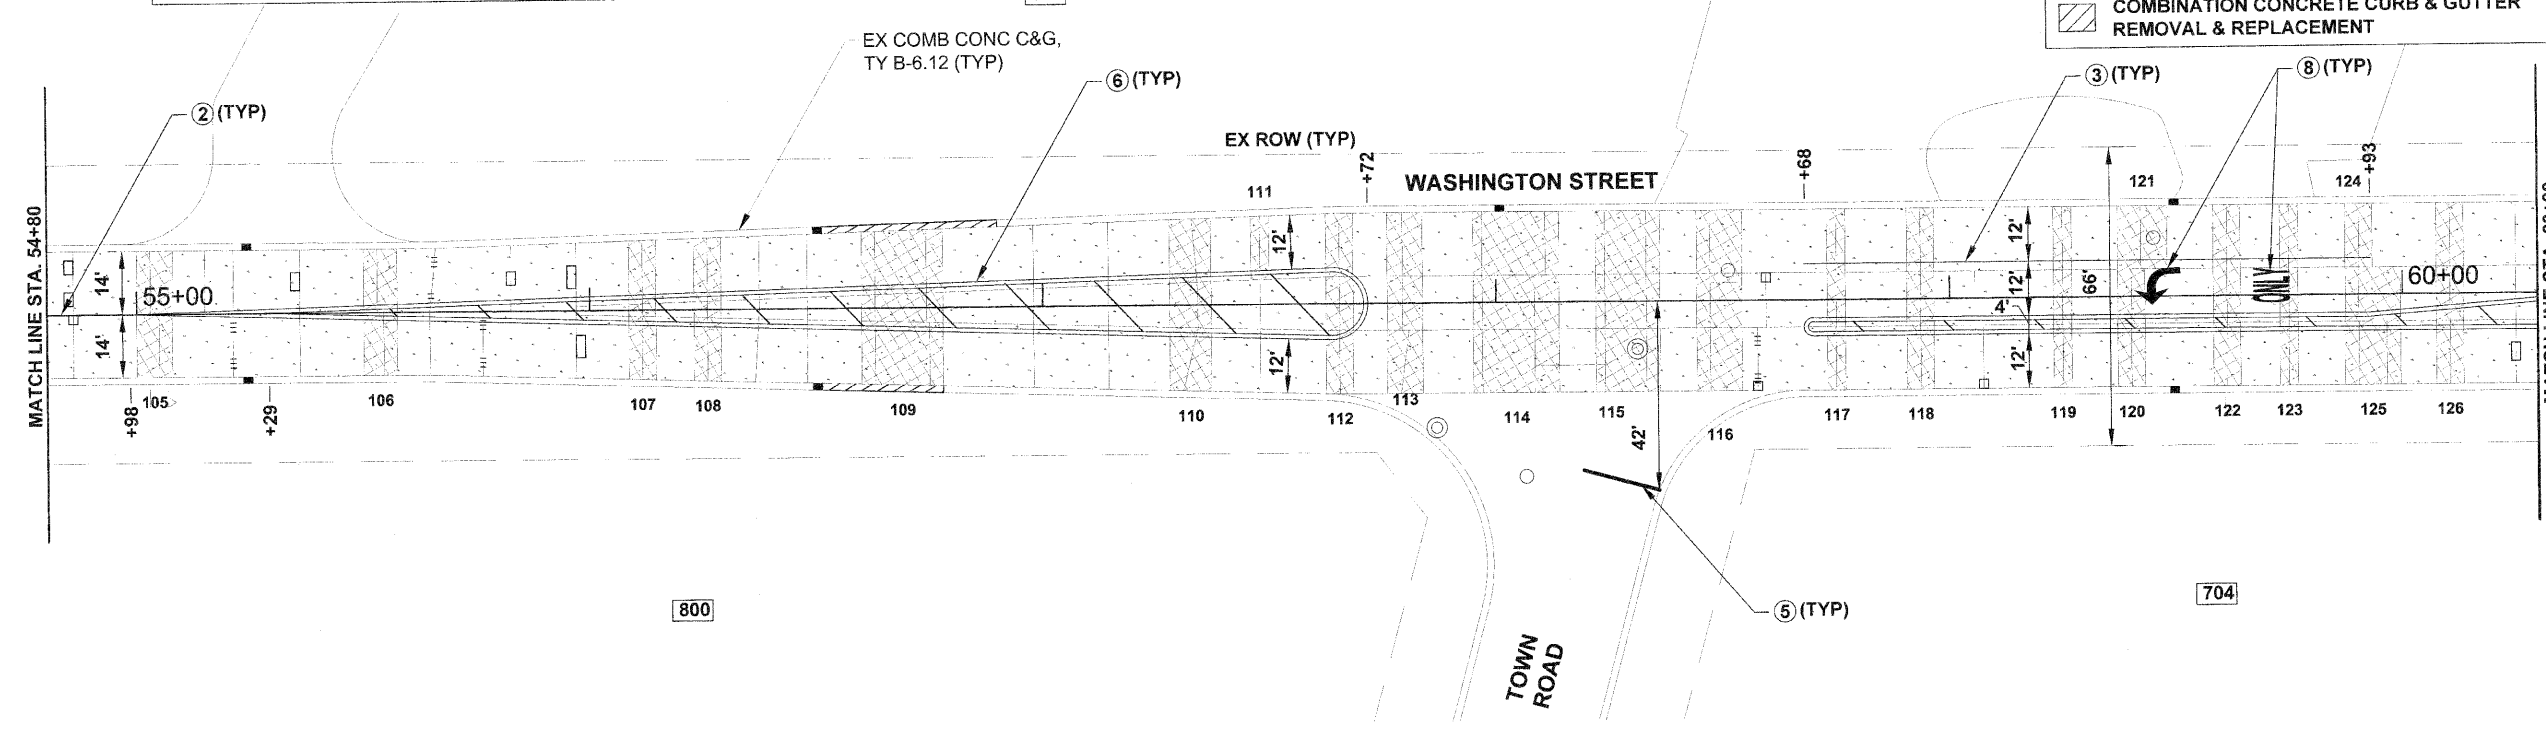 COMBINATION CONCRETE CURB & GUTTER
REMOVAL & REPLACEMENT
EX COMB CONC C&G,
TY B-6.12 (TYP)
6 (TYP)
3 (TYP)
8 (TYP)
2 (TYP)
EX ROW (TYP)
+72
WASHINGTON STREET
+68
+93
111
121
124
MATCH LINE STA. 54+80
14'
14'
55+00
12'
12'
12'
12'
4'
12'
66'
ONLY
60+00
+98
105
+29
106
107
108
109
110
112
113
114
115
116
117
118
119
120
122
123
125
126
42'
5 (TYP)
800
704
TOWN
ROAD